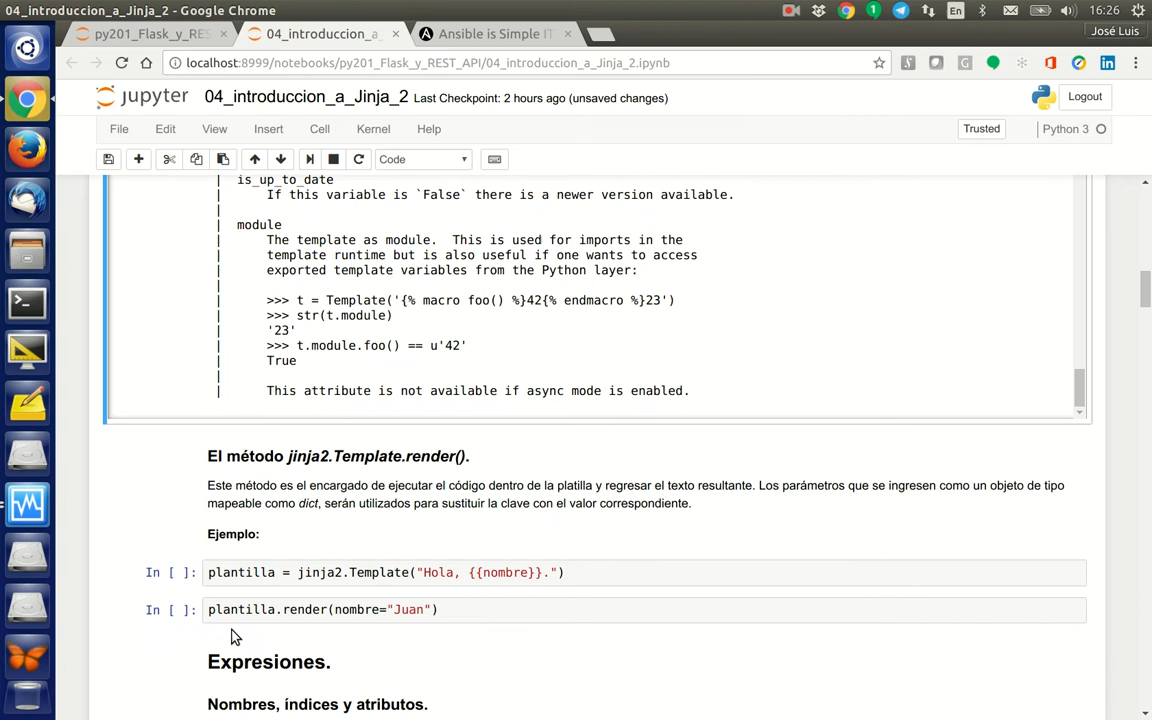 04_introduccion_a_Jinja_2 - Google Chrome
En
16:26
py201_Flask_y_RES
04_introduccion_a_
Ansible is Simple IT
José Luis
localhost:8999/notebooks/py201_Flask_y_REST_API/04_introduccion_a_Jinja_2.ipynb
jupyter
04_introduccion_a_Jinja_2 Last Checkpoint: 2 hours ago (unsaved changes)
Logout
File Edit View Insert Cell Kernel Help
Trusted
Python 3
Code
| is_up_to_date
| If this variable is `False` there is a newer version available.
|
| module
| The template as module. This is used for imports in the
| template runtime but is also useful if one wants to access
| exported template variables from the Python layer:
|
| >>> t = Template('{% macro foo() %}42{% endmacro %}23')
| >>> str(t.module)
| '23'
| >>> t.module.foo() == u'42'
| True
|
| This attribute is not available if async mode is enabled.
El método jinja2.Template.render().
Este método es el encargado de ejecutar el código dentro de la platilla y regresar el texto resultante. Los parámetros que se ingresen como un objeto de tipo
mapeable como dict, serán utilizados para sustituir la clave con el valor correspondiente.
Ejemplo:
In [ ]: plantilla = jinja2.Template("Hola, {{nombre}}.")
In [ ]: plantilla.render(nombre="Juan")
Expresiones.
Nombres, índices y atributos.